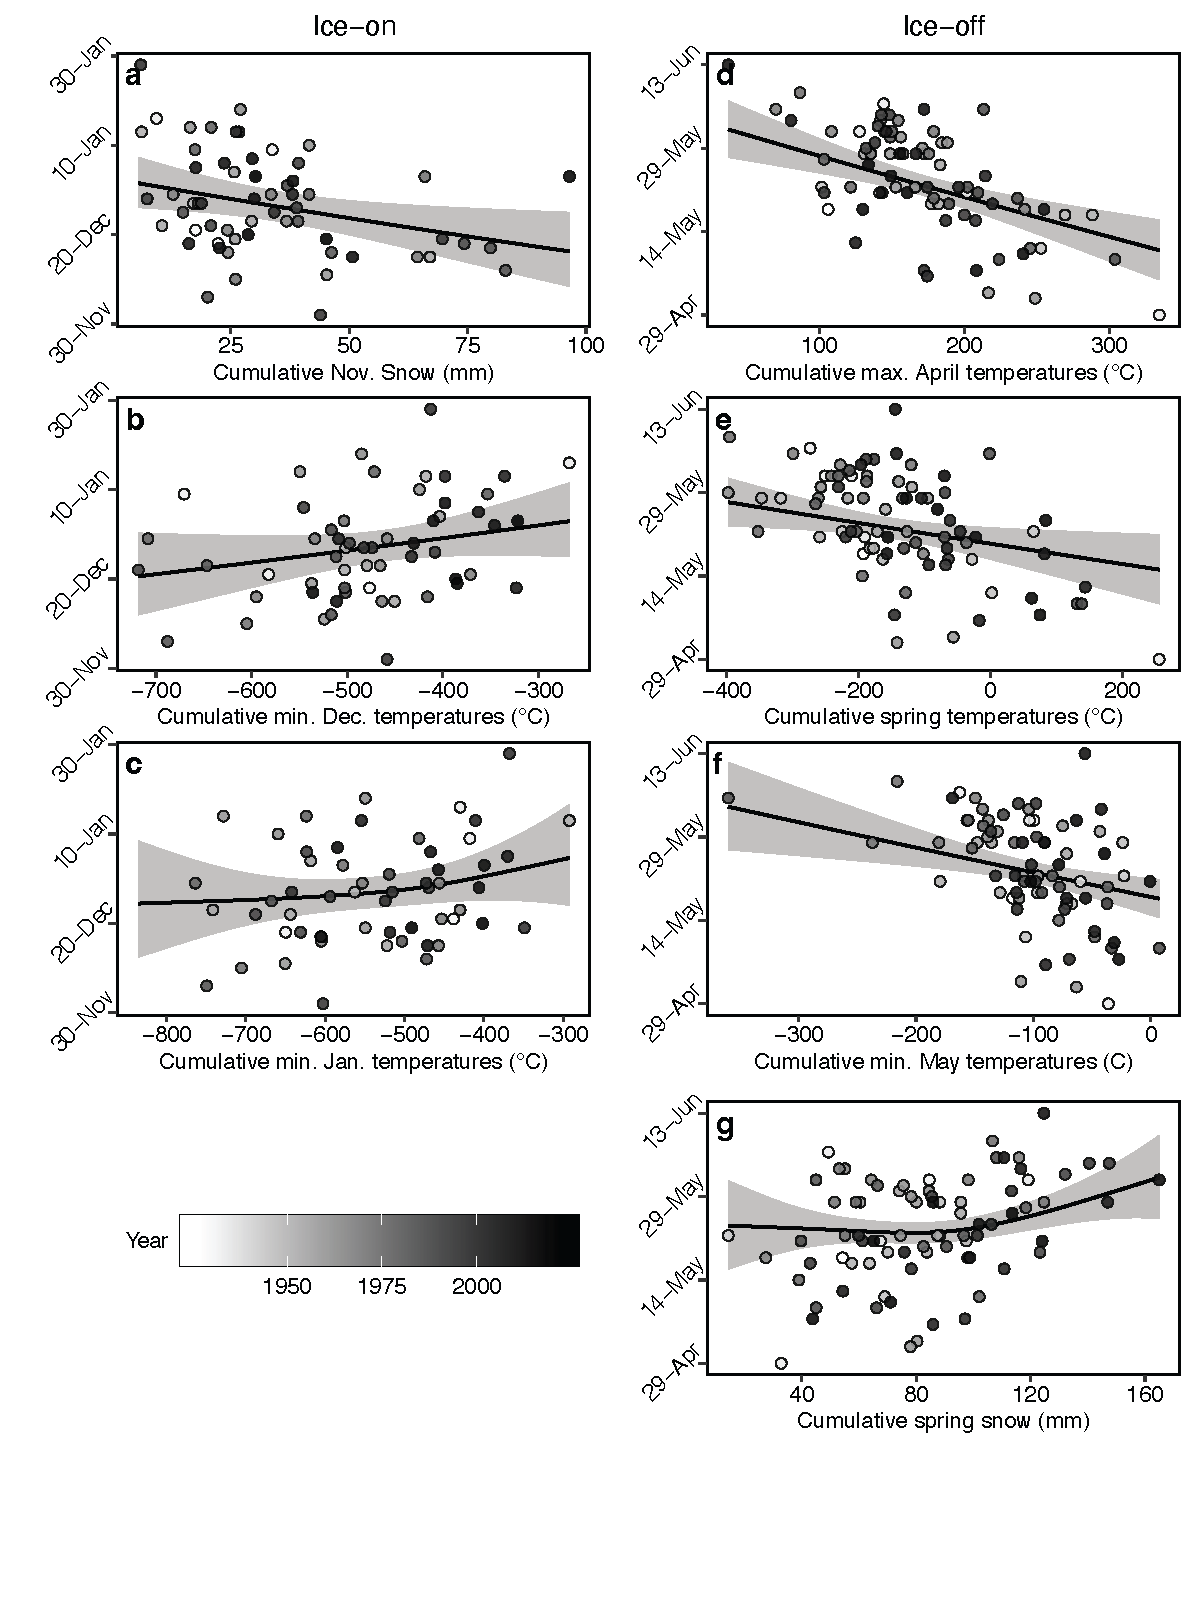 Ice−on
Ice−off
a
30−Jan
10−Jan
20−Dec
30−Nov
25 50 75 100
Cumulative Nov. Snow (mm)
d
13−Jun
29−May
14−May
29−Apr
100 200 300
Cumulative max. April temperatures (°C)
b
30−Jan
10−Jan
20−Dec
30−Nov
−700 −600 −500 −400 −300
Cumulative min. Dec. temperatures (°C)
e
13−Jun
29−May
14−May
29−Apr
−400 −200 0 200
Cumulative spring temperatures (°C)
c
30−Jan
10−Jan
20−Dec
30−Nov
−800 −700 −600 −500 −400 −300
Cumulative min. Jan. temperatures (°C)
f
13−Jun
29−May
14−May
29−Apr
−300 −200 −100 0
Cumulative min. May temperatures (C)
g
13−Jun
29−May
14−May
29−Apr
40 80 120 160
Cumulative spring snow (mm)
Year
1950 1975 2000